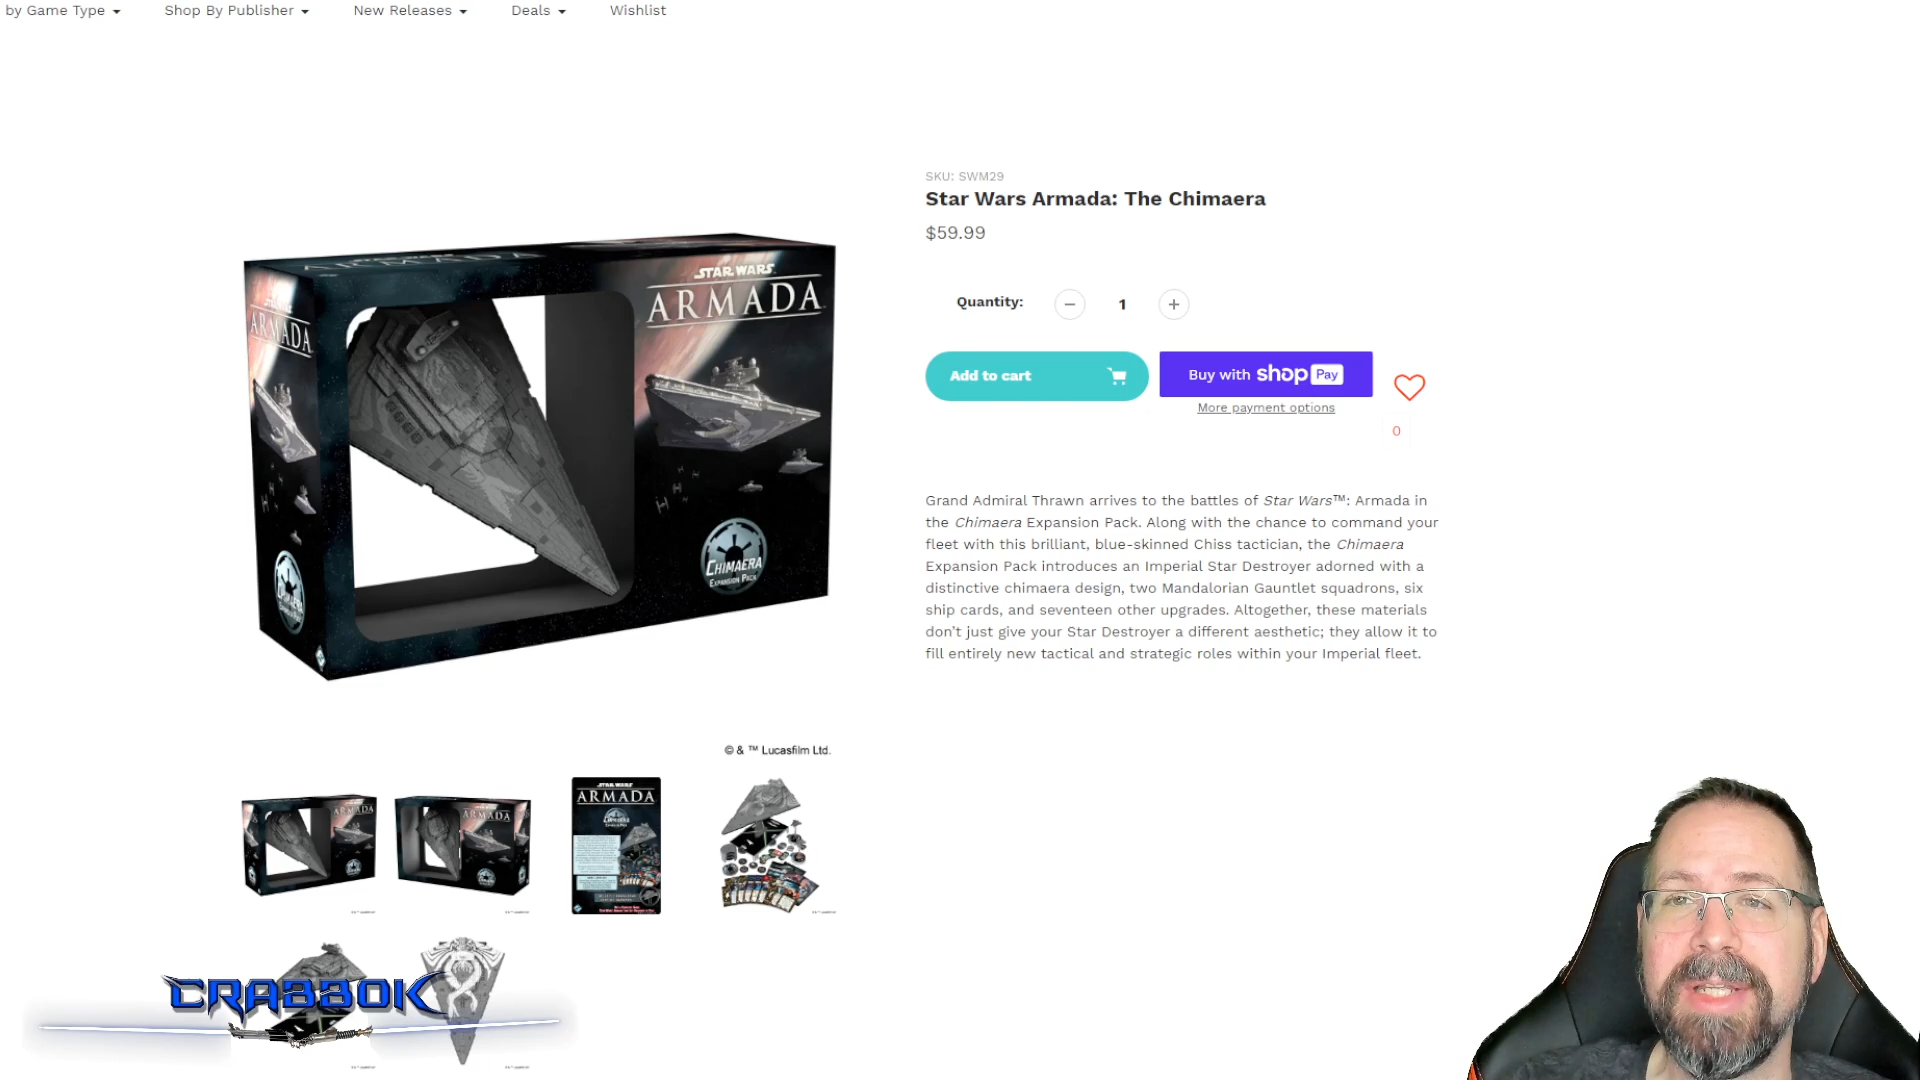 by Game Type
Shop By Publisher
New Releases
Deals
Wishlist
SKU: SWM29
Star Wars Armada: The Chimaera
$59.99
Quantity:
1
Add to cart
Buy with shop Pay
More payment options
0
Grand Admiral Thrawn arrives to the battles of Star Wars™: Armada in
the Chimaera Expansion Pack. Along with the chance to command your
fleet with this brilliant, blue-skinned Chiss tactician, the Chimaera
Expansion Pack introduces an Imperial Star Destroyer adorned with a
distinctive chimaera design, two Mandalorian Gauntlet squadrons, six
ship cards, and seventeen other upgrades. Altogether, these materials
don’t just give your Star Destroyer a different aesthetic; they allow it to
fill entirely new tactical and strategic roles within your Imperial fleet.
ARMADA
STAR WARS
ARMADA
STAR WARS
ARMADA
CHIMAERA
EXPANSION PACK
CHIMAERA
© & ™ Lucasfilm Ltd.
ARMADA
ARMADA
STAR WARS
ARMADA
CRABBOK